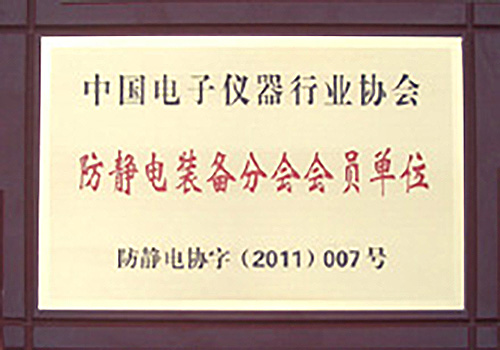 中国电子仪器行业协会
防静电装备分会会员单位
防静电协字（2011）007号